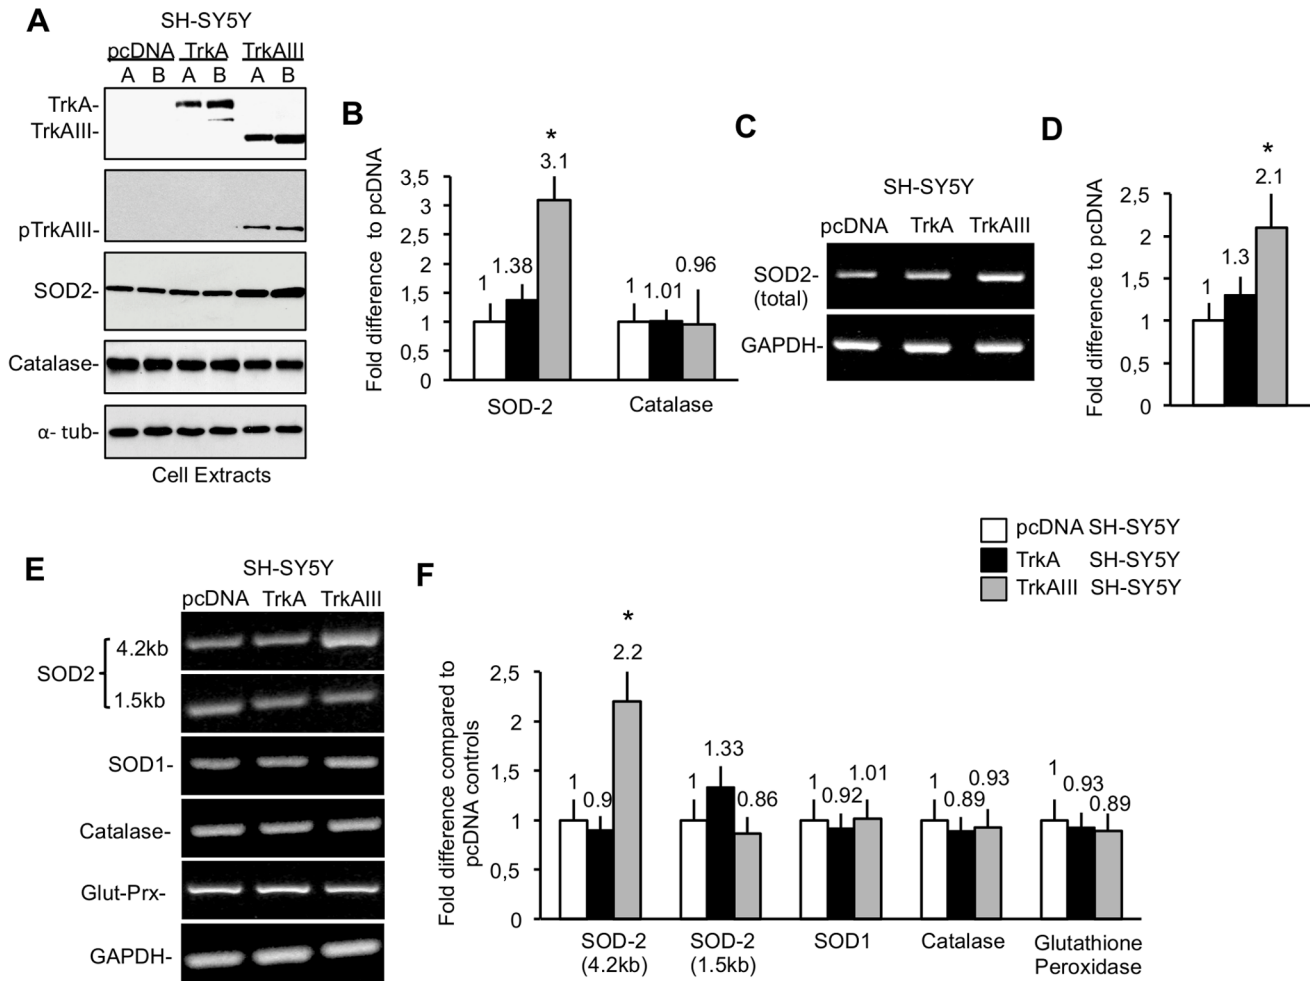 A
SH-SY5Y
pcDNA TrkA TrkAIII
A B A B A B
TrkA-
TrkAIII-
pTrkAIII-
SOD2-
Catalase-
α- tub-
Cell Extracts
B
Fold difference to pcDNA
3,5
3
2,5
2
1,5
1
0,5
0
1
1.38
3.1
*
1
1.01
0.96
SOD-2
Catalase
C
SH-SY5Y
pcDNA TrkA TrkAIII
SOD2-
(total)
GAPDH-
D
Fold difference to pcDNA
2,5
2
1,5
1
0,5
0
1
1.3
2.1
*
pcDNA SH-SY5Y
TrkA SH-SY5Y
TrkAIII SH-SY5Y
E
SH-SY5Y
pcDNA TrkA TrkAIII
SOD2
4.2kb
1.5kb
SOD1-
Catalase-
Glut-Prx-
GAPDH-
F
Fold difference compared to
pcDNA controls
2,5
2
1,5
1
0,5
0
1
0.9
2.2
*
1
1.33
0.86
1
0.92
1.01
1
0.89
0.93
1
0.93
0.89
SOD-2
(4.2kb)
SOD-2
(1.5kb)
SOD1
Catalase
Glutathione
Peroxidase